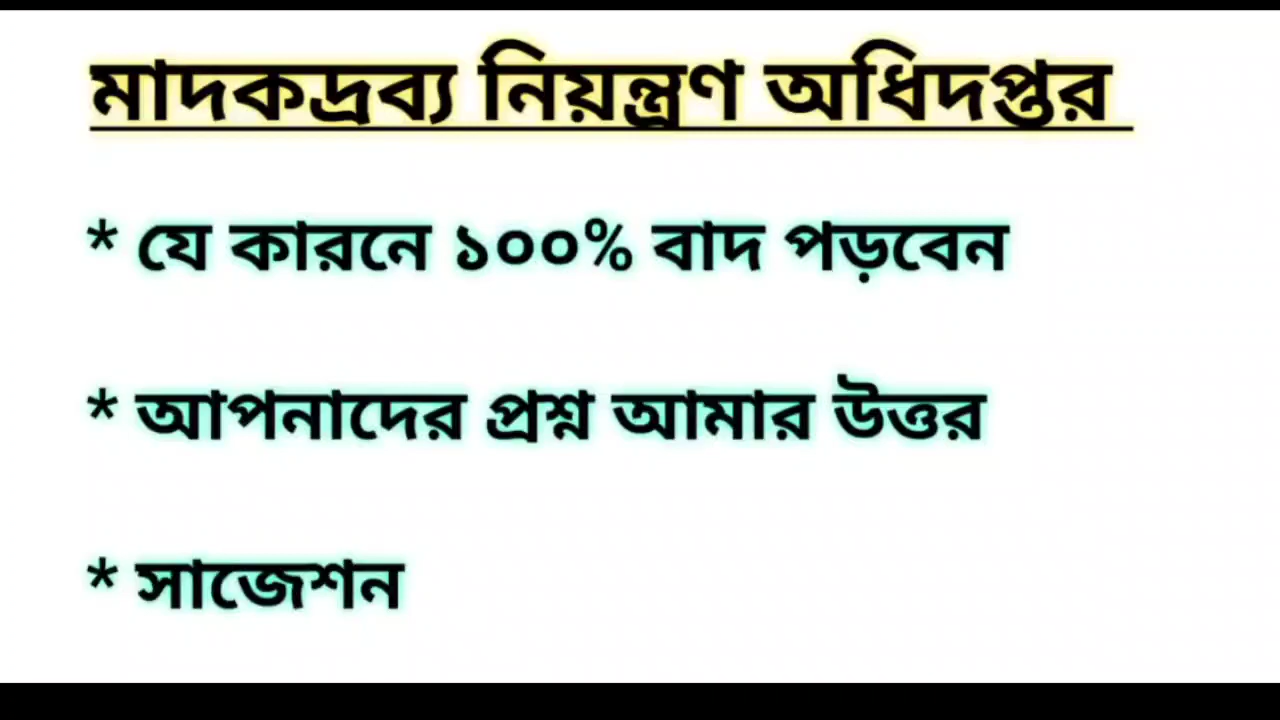 মাদকদ্রব্য নিয়ন্ত্রণ অধিদপ্তর
* যে কারনে ১০০% বাদ পড়বেন
* আপনাদের প্রশ্ন আমার উত্তর
* সাজেশন